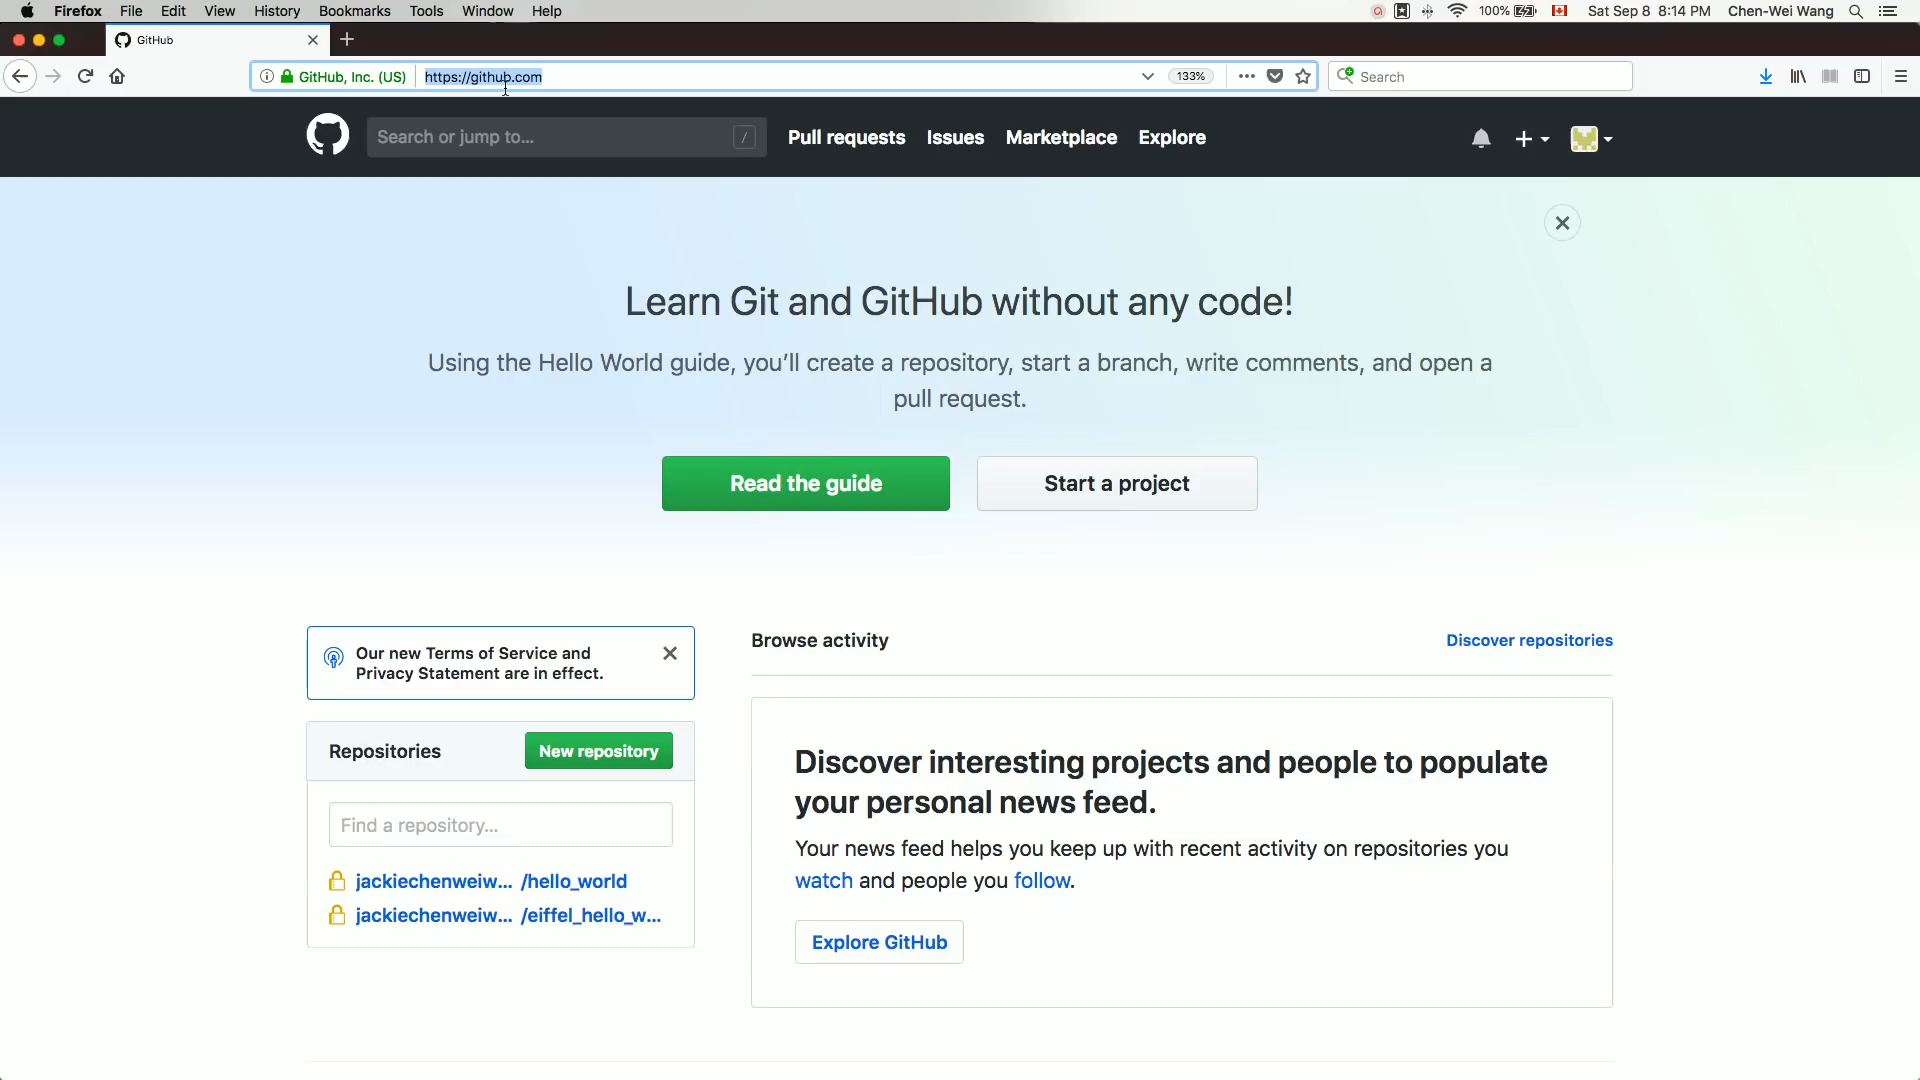 Firefox File Edit View History Bookmarks Tools Window Help 100% Sat Sep 8 8:14 PM Chen-Wei Wang
GitHub
GitHub, Inc. (US) https://github.com 133% Search
Search or jump to... / Pull requests Issues Marketplace Explore
Learn Git and GitHub without any code!
Using the Hello World guide, you’ll create a repository, start a branch, write comments, and open a
pull request.
Read the guide Start a project
Our new Terms of Service and
Privacy Statement are in effect.
Repositories New repository
Find a repository...
jackiechenweiw... /hello_world
jackiechenweiw... /eiffel_hello_w...
Browse activity Discover repositories
Discover interesting projects and people to populate
your personal news feed.
Your news feed helps you keep up with recent activity on repositories you
watch and people you follow.
Explore GitHub